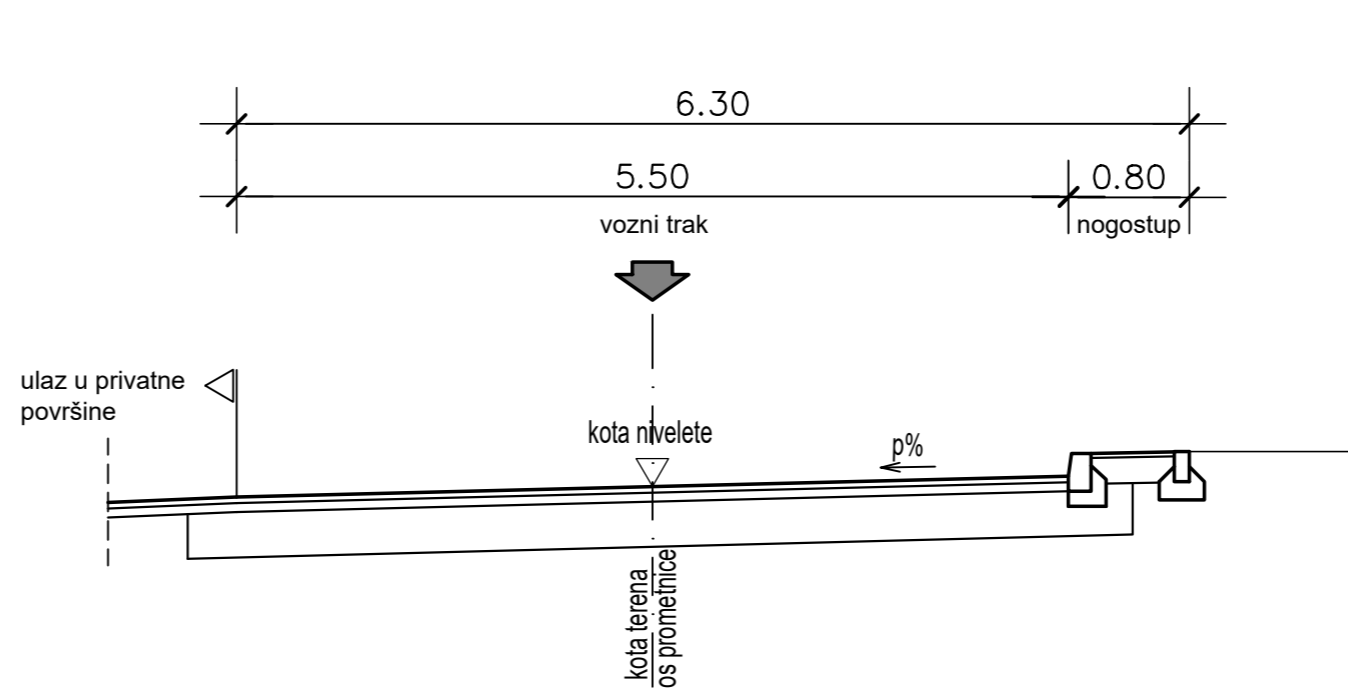 6.30
5.50
0.80
vozni trak
nogostup
ulaz u privatne
površine
kota nivelete
p%
kota terena
os prometnice